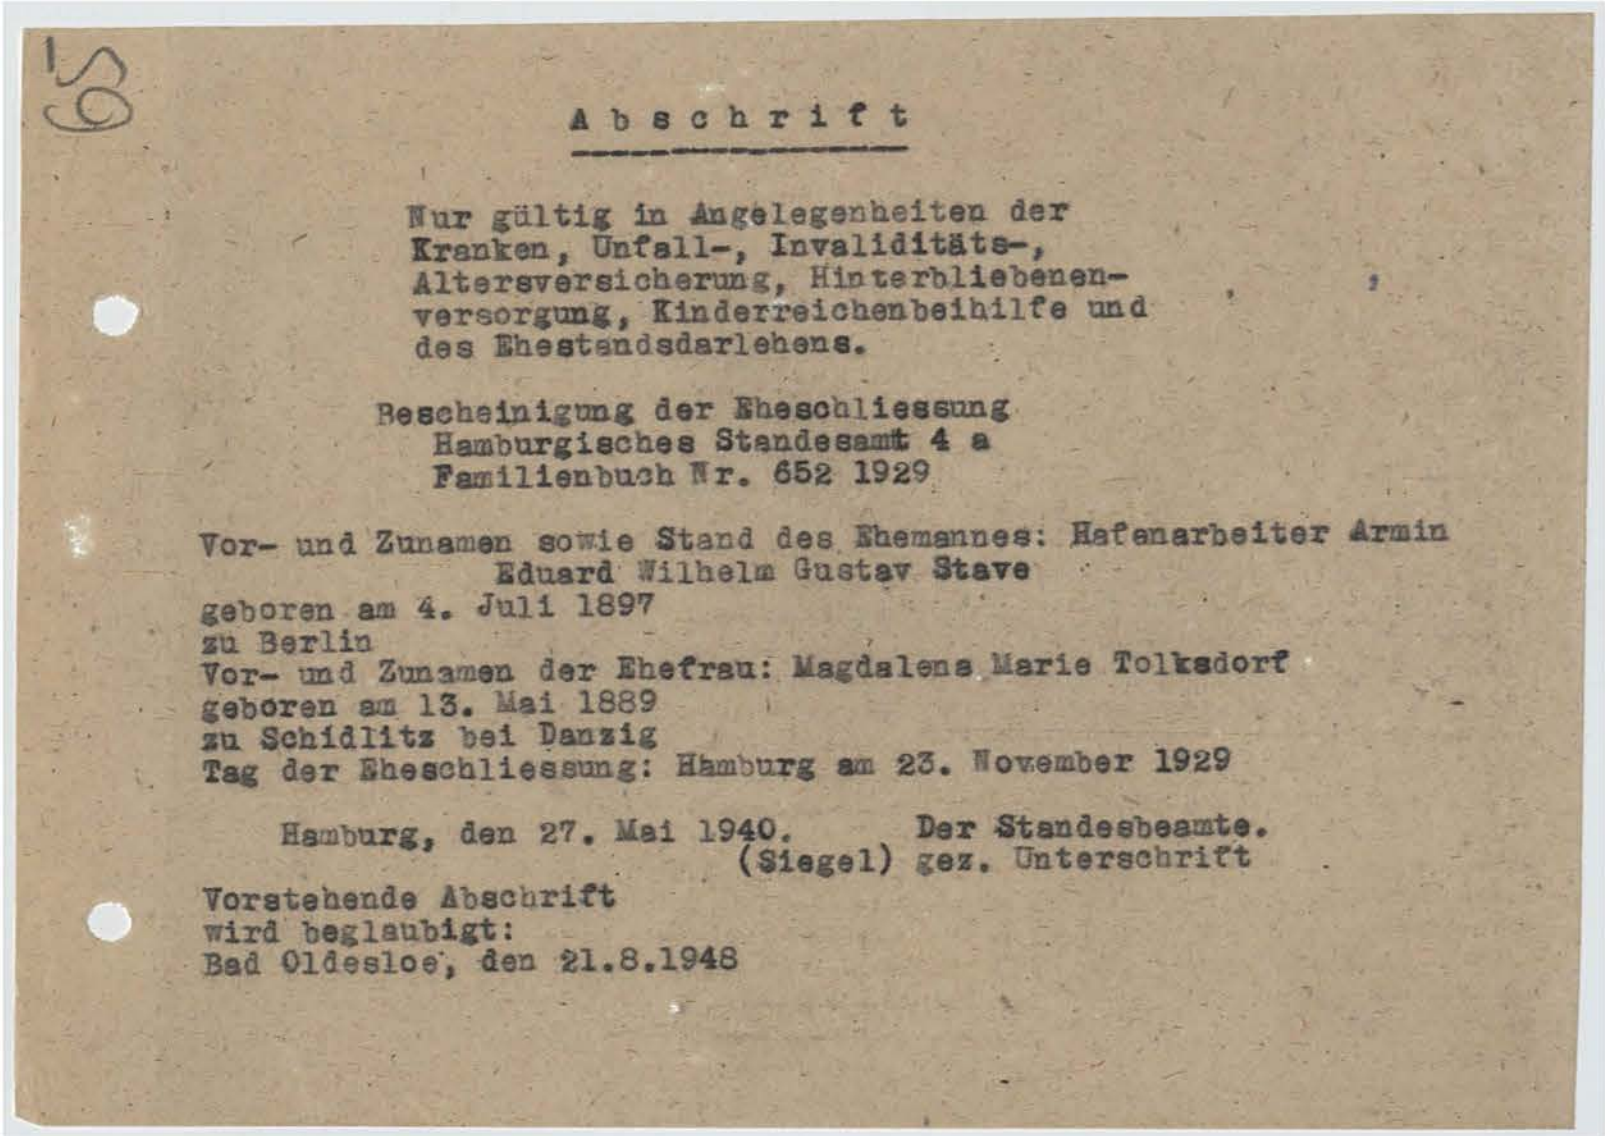 59
Abschrift
Nur gültig in Angelegenheiten der
Kranken, Unfall-, Invaliditäts-,
Altersversicherung, Hinterbliebenen-
versorgung, Kinderreichenbeihilfe und
des Ehestandsdarlehens.
Bescheinigung der Eheschliessung
Hamburgisches Standesamt 4 a
Familienbuch Nr. 652 1929
Vor- und Zunamen sowie Stand des Ehemannes: Hafenarbeiter Armin
Eduard Wilhelm Gustav Stave
geboren am 4. Juli 1897
zu Berlin
Vor- und Zunamen der Ehefrau: Magdalena Marie Tolksdorf
geboren am 13. Mai 1889
zu Schidlitz bei Danzig
Tag der Eheschliessung: Hamburg am 23. November 1929
Hamburg, den 27. Mai 1940. Der Standesbeamte.
(Siegel) gez. Unterschrift
Vorstehende Abschrift
wird beglaubigt:
Bad Oldesloe, den 21.8.1948